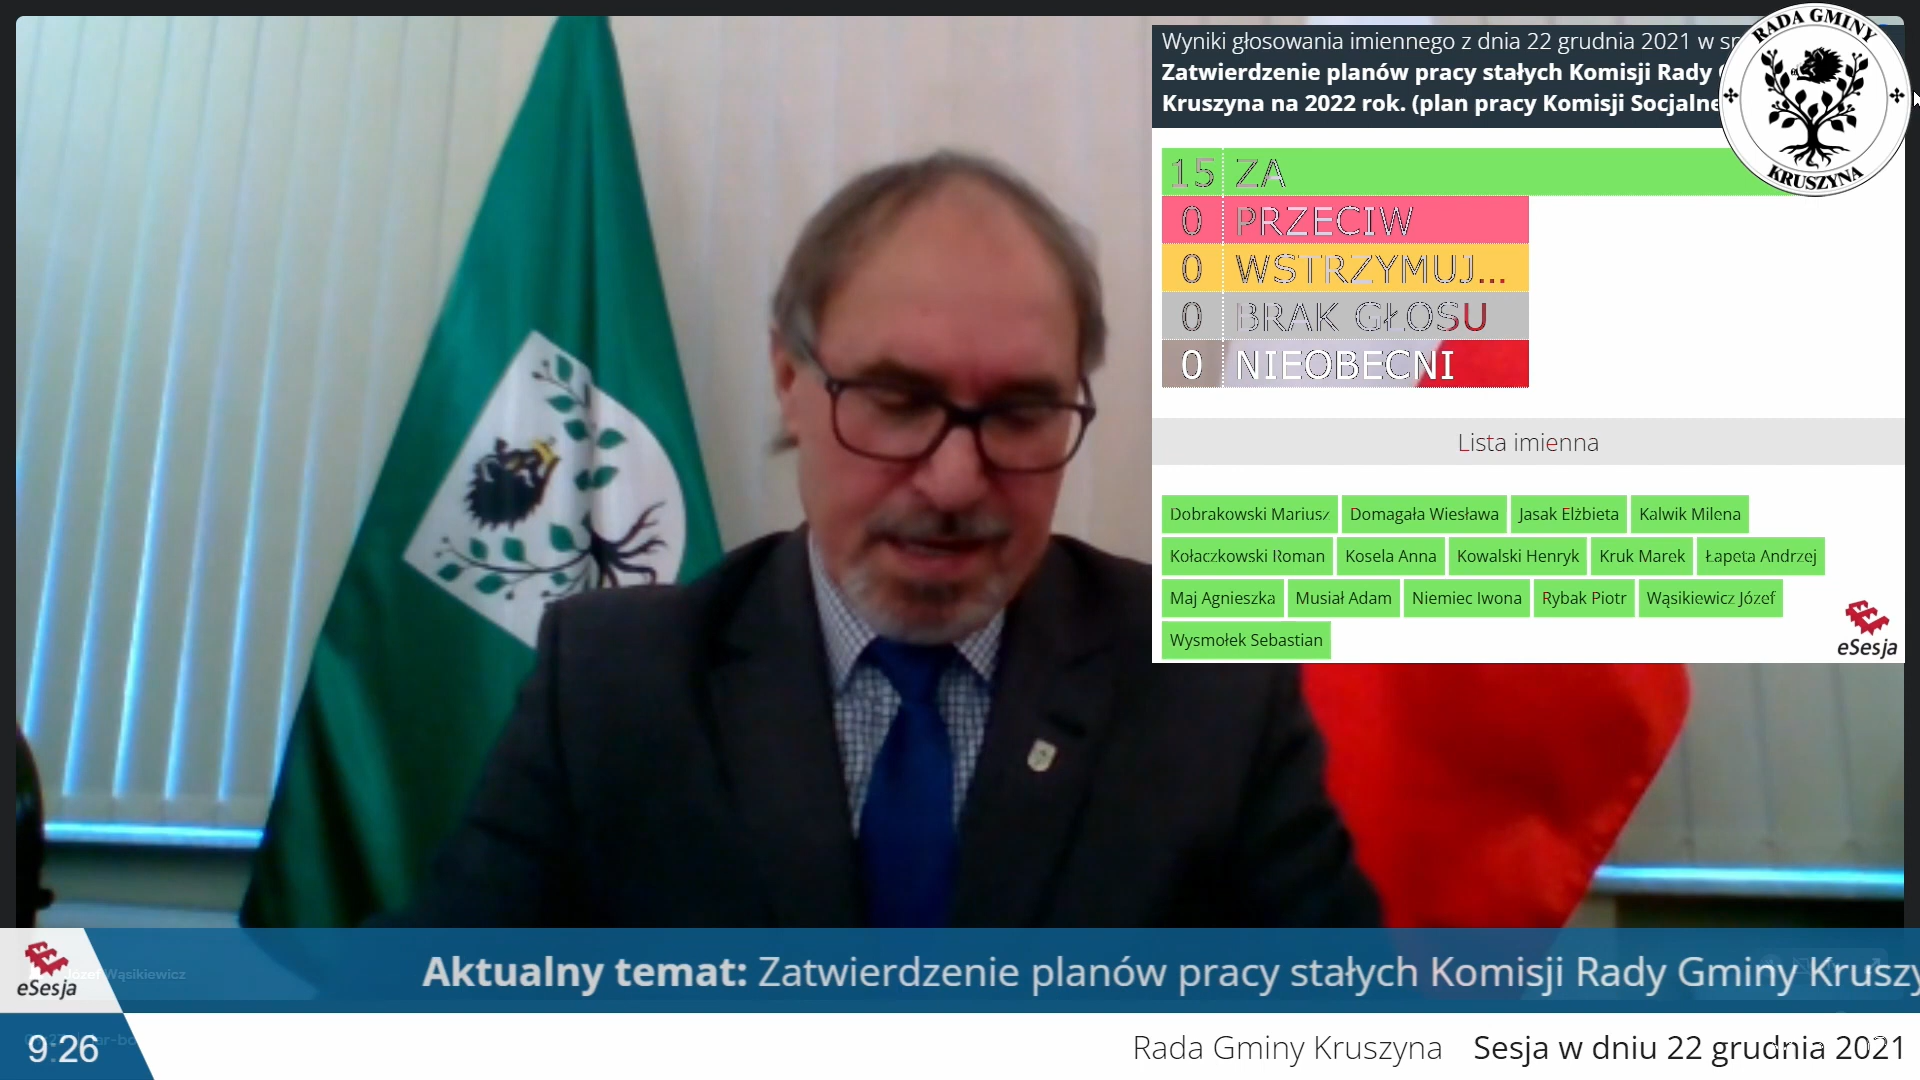 Wyniki głosowania imiennego z dnia 22 grudnia 2021 w
Zatwierdzenie planów pracy stałych Komisji Rady
Kruszyna na 2022 rok. (plan pracy Komisji
RADA GMINY
KRUSZYNA
15 ZA
0 PRZECIW
0 WSTRZYMUJ...
0 BRAK GŁOSU
0 NIEOBECNI
Lista imienna
Dobrakowski Mariusz Domagała Wiesława Jasak Elżbieta Kalwik Milena
Kołaczkowski Roman Kosela Anna Kowalski Henryk Kruk Marek Łapeta Andrzej
Maj Agnieszka Musiał Adam Niemiec Iwona Rybak Piotr Wąsikiewicz Józef
Wysmołek Sebastian
eSesja
eSesja
Józef Wąsikiewicz
Aktualny temat: Zatwierdzenie planów pracy stałych Komisji Rady Gminy Kruszy
9:26
Rada Gminy Kruszyna Sesja w dniu 22 grudnia 2021